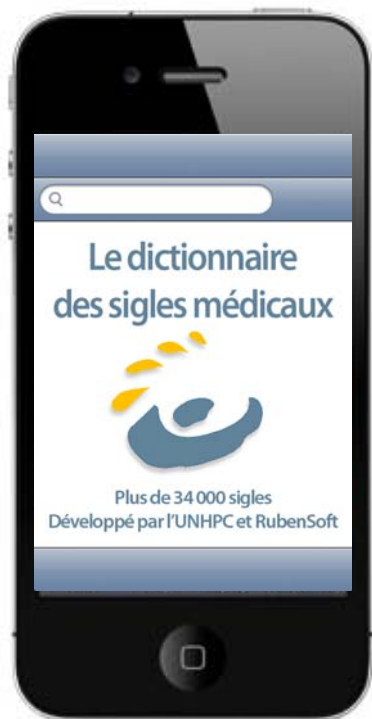 Le dictionnaire
des sigles médicaux
Plus de 34 000 sigles
Développé par l'UNHPC et RubenSoft